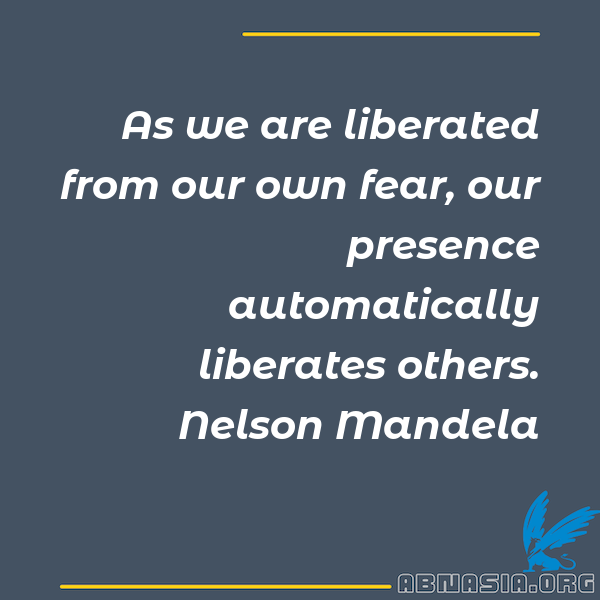 As we are liberated
from our own fear, our
presence
automatically
liberates others.
Nelson Mandela
ABNASIA.ORG